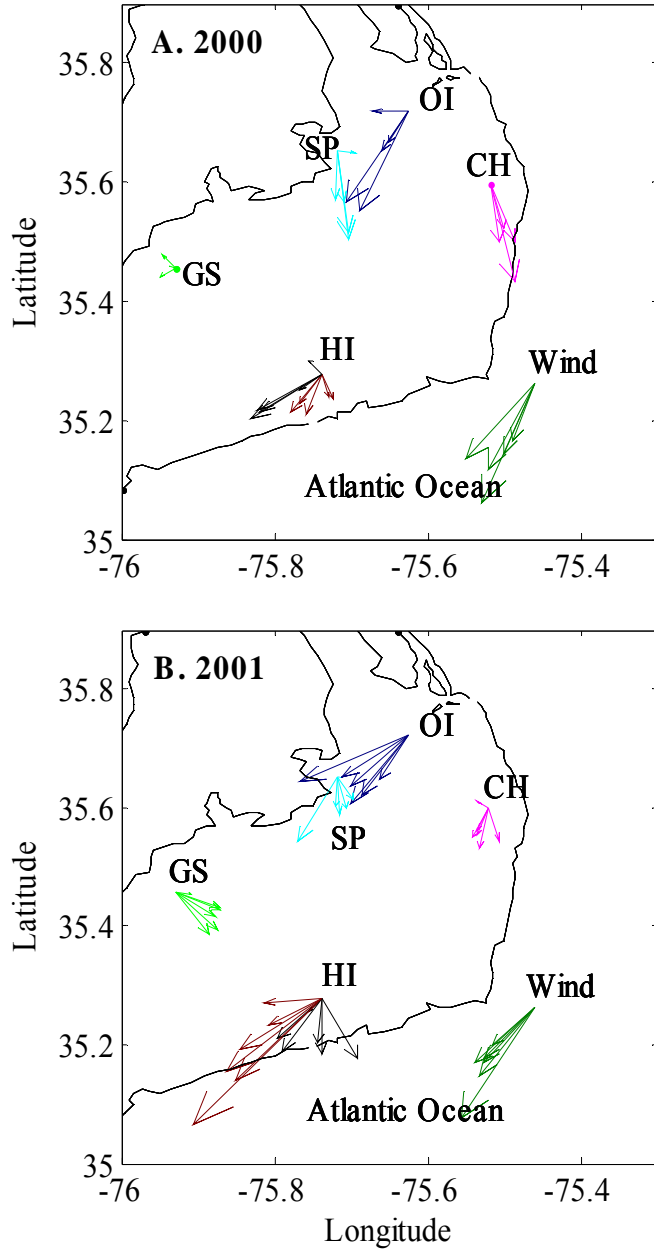 A. 2000
35.8
OI
SP
CH
35.6
GS
35.4
HI
Wind
35.2
Atlantic Ocean
35
-76
-75.8
-75.6
-75.4
Latitude
B. 2001
35.8
OI
CH
35.6
SP
GS
35.4
HI
Wind
35.2
Atlantic Ocean
35
-76
-75.8
-75.6
-75.4
Latitude
Longitude